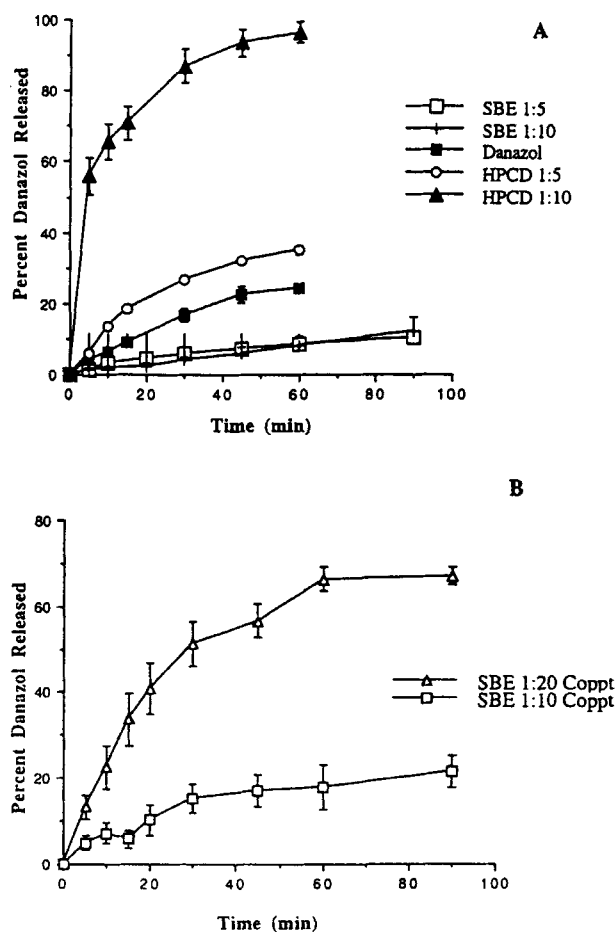 A
Percent Danazol Released
100
80
60
40
20
0
0
20
40
60
80
100
Time (min)
SBE 1:5
SBE 1:10
Danazol
HPCD 1:5
HPCD 1:10
B
Percent Danazol Released
80
60
40
20
0
0
20
40
60
80
100
Time (min)
SBE 1:20 Coppt
SBE 1:10 Coppt